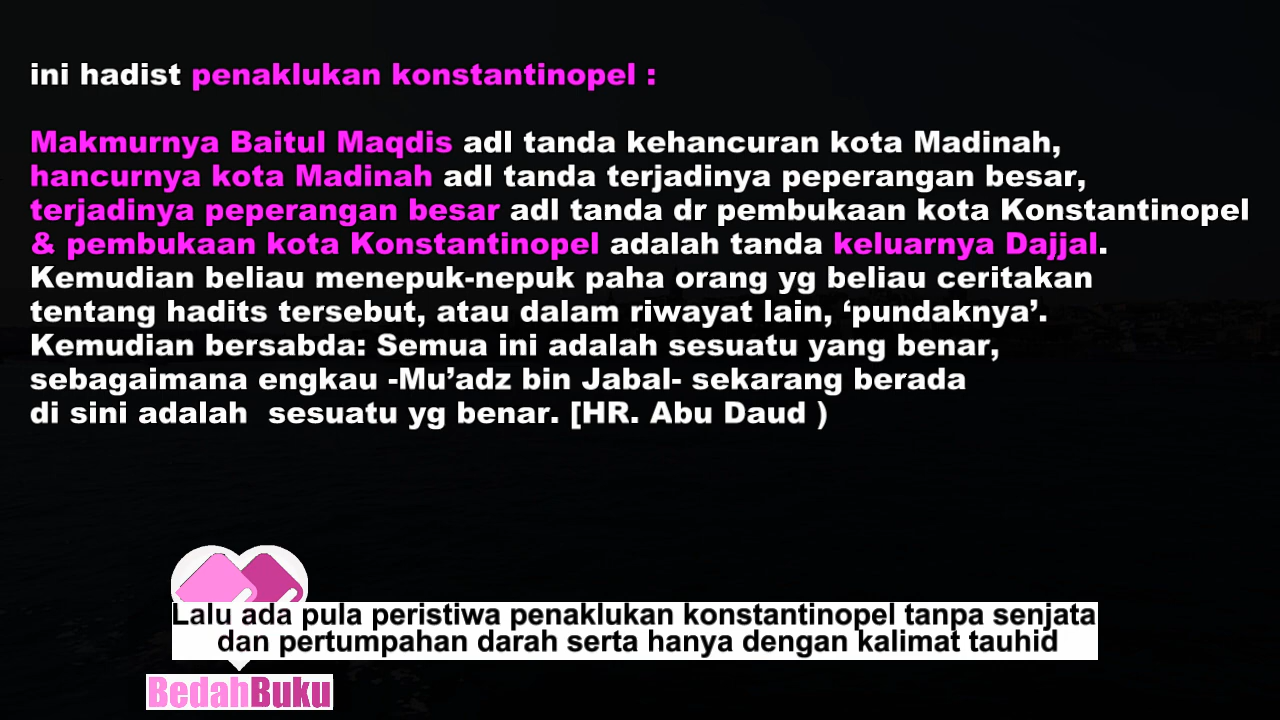 ini hadist penaklukan konstantinopel :
Makmurnya Baitul Maqdis adl tanda kehancuran kota Madinah,
hancurnya kota Madinah adl tanda terjadinya peperangan besar,
terjadinya peperangan besar adl tanda dr pembukaan kota Konstantinopel
& pembukaan kota Konstantinopel adalah tanda keluarnya Dajjal.
Kemudian beliau menepuk-nepuk paha orang yg beliau ceritakan
tentang hadits tersebut, atau dalam riwayat lain, ‘pundaknya’.
Kemudian bersabda: Semua ini adalah sesuatu yang benar,
sebagaimana engkau -Mu’adz bin Jabal- sekarang berada
di sini adalah  sesuatu yg benar. [HR. Abu Daud )
Lalu ada pula peristiwa penaklukan konstantinopel tanpa senjata
dan pertumpahan darah serta hanya dengan kalimat tauhid
BedahBuku